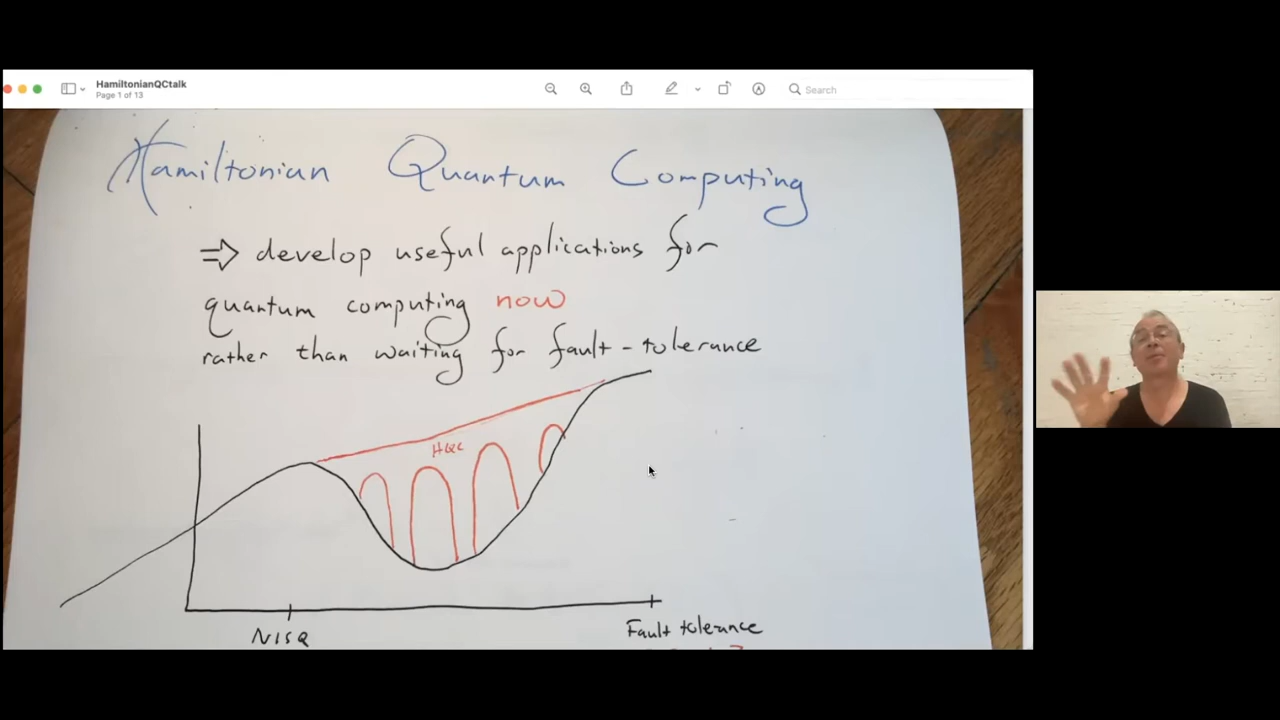 HamiltonianQCtalk
Page 1 of 13
Search
Hamiltonian Quantum Computing
⇒ develop useful applications for
quantum computing now
rather than waiting for fault-tolerance
HQC
NISQ
Fault tolerance